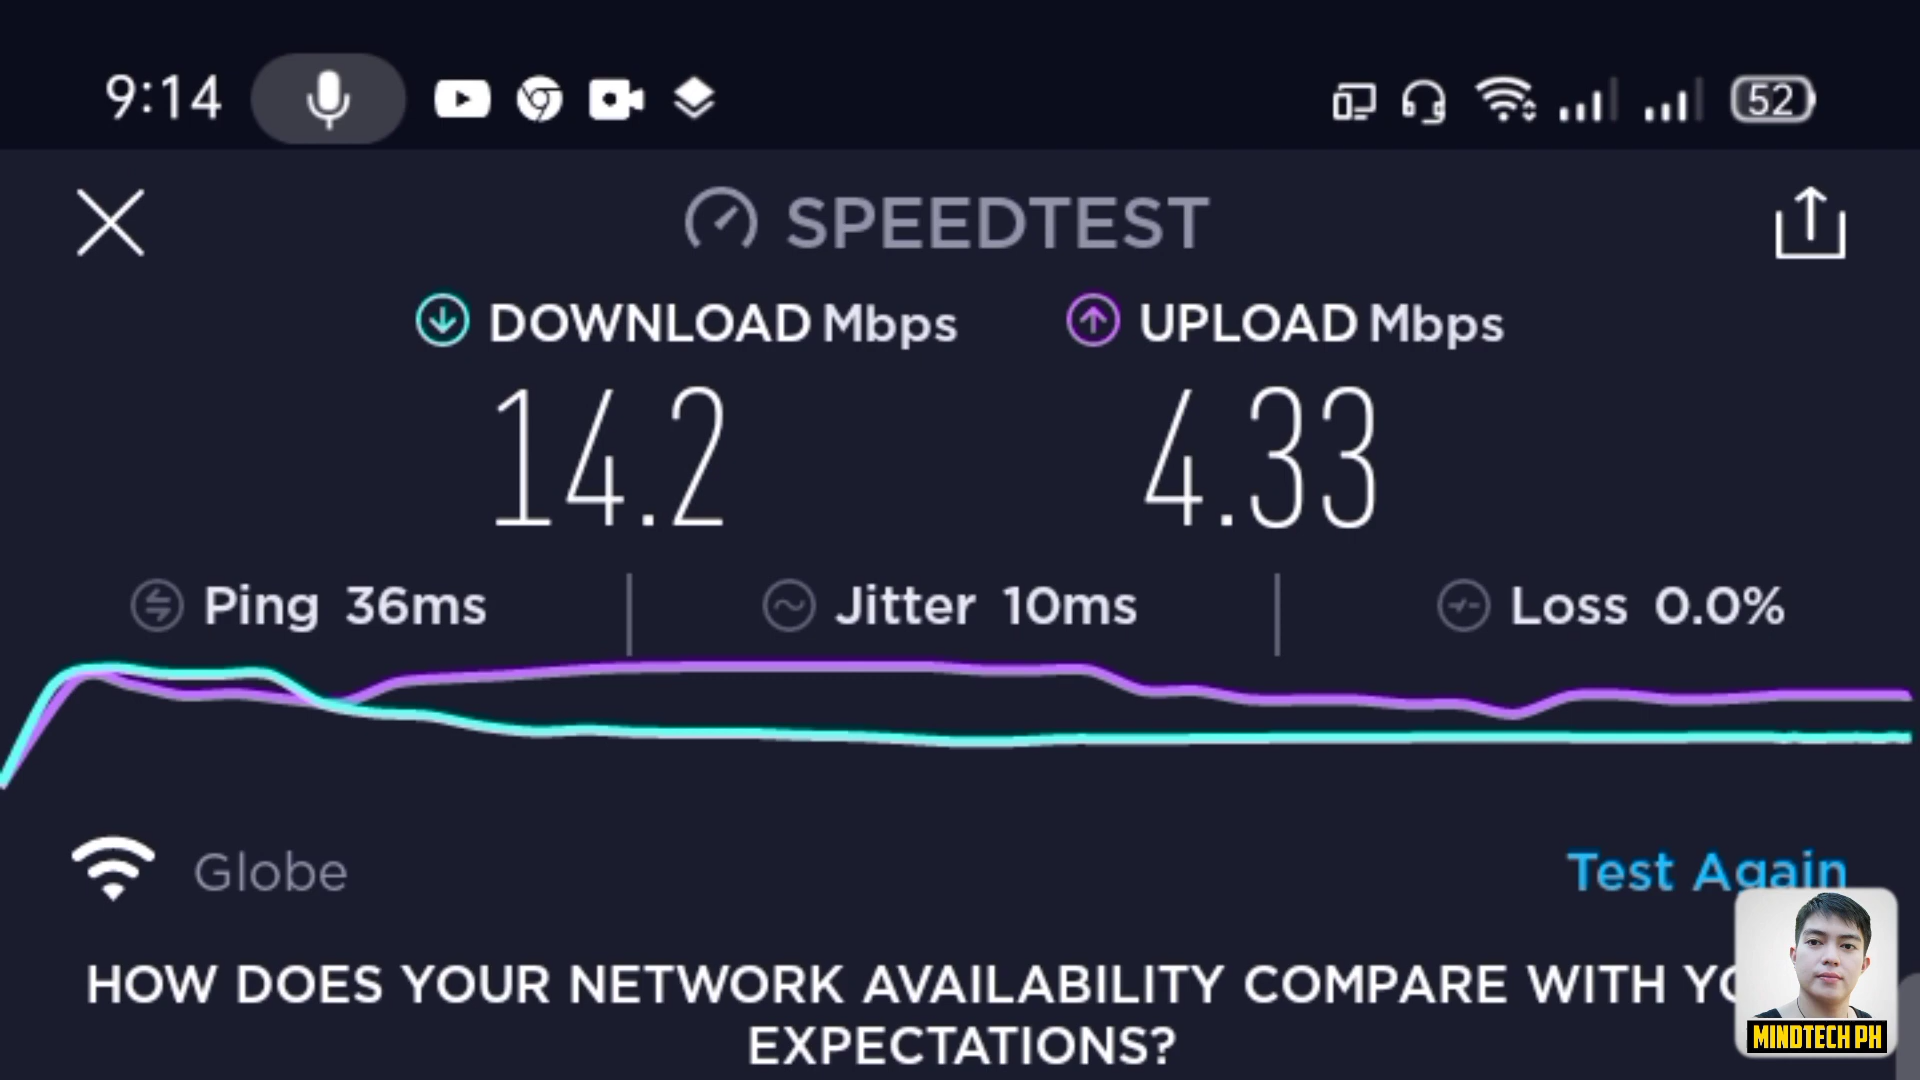 9:14 52
SPEEDTEST
DOWNLOAD Mbps UPLOAD Mbps
14.2 4.33
Ping 36ms Jitter 10ms Loss 0.0%
Globe Test Again
HOW DOES YOUR NETWORK AVAILABILITY COMPARE WITH
EXPECTATIONS?
MINDTECH PH